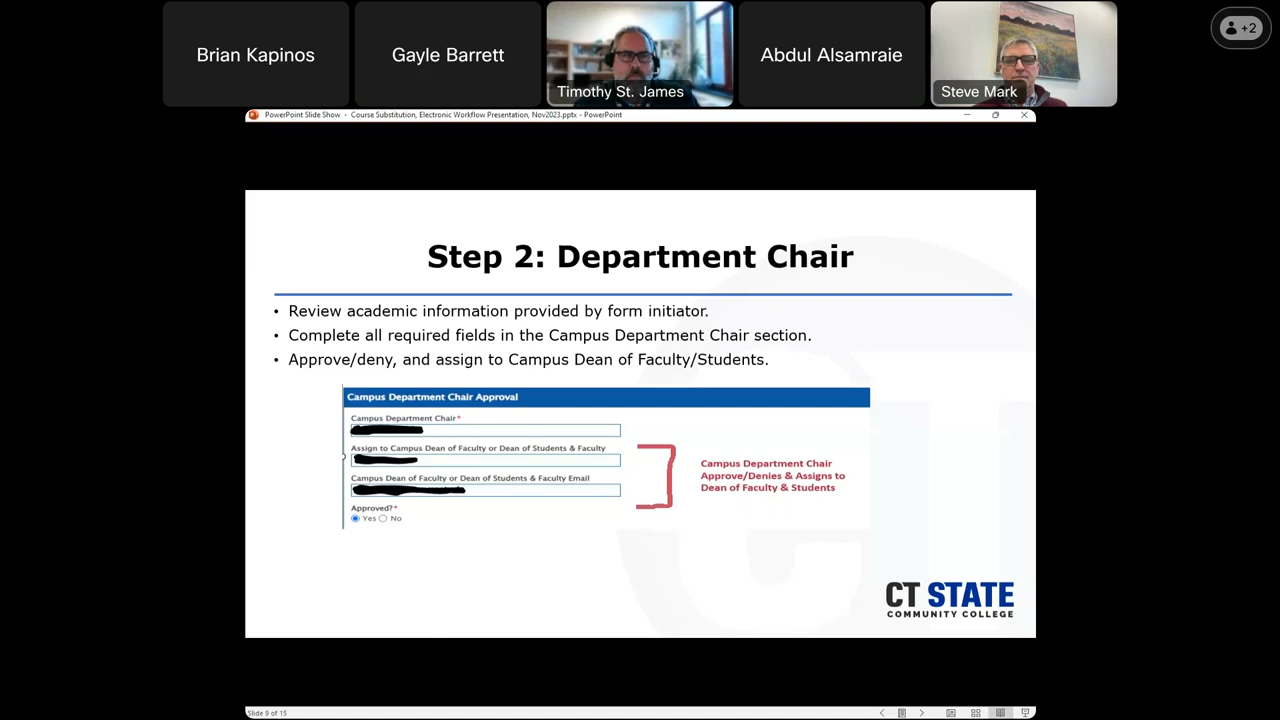 Brian Kapinos
Gayle Barrett
Timothy St. James
Abdul Alsamraie
Steve Mark
+2
PowerPoint Slide Show - Course Substitution, Electronic Workflow Presentation, Nov2023.pptx - PowerPoint
Step 2: Department Chair
• Review academic information provided by form initiator.
• Complete all required fields in the Campus Department Chair section.
• Approve/deny, and assign to Campus Dean of Faculty/Students.
Campus Department Chair Approval
Campus Department Chair*
Assign to Campus Dean of Faculty or Dean of Students & Faculty
Campus Dean of Faculty or Dean of Students & Faculty Email
Approved?*
Yes No
Campus Department Chair
Approve/Denies & Assigns to
Dean of Faculty & Students
CT STATE
COMMUNITY COLLEGE
Slide 9 of 15